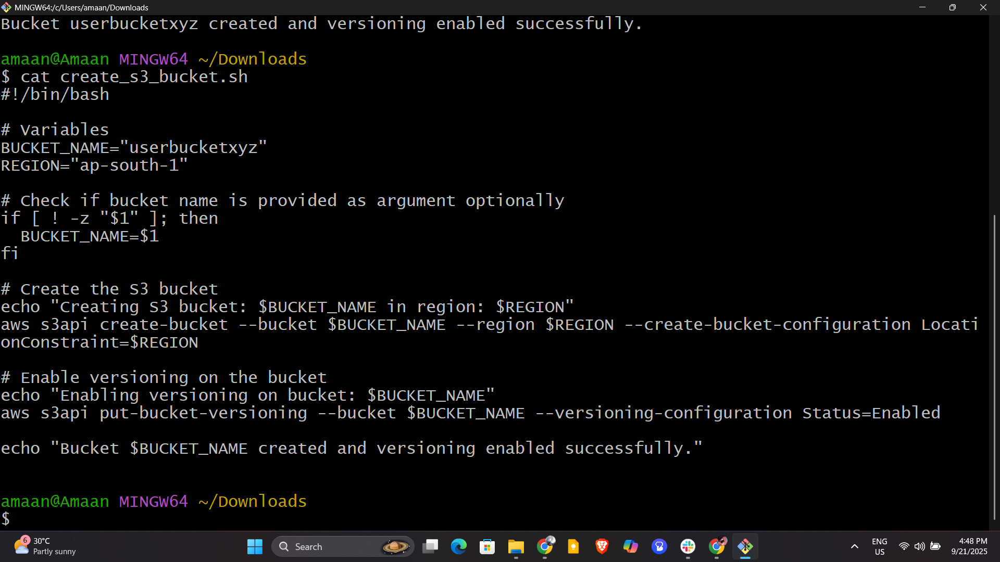 MINGW64:/c/Users/amaan/Downloads
Bucket userbucketxyz created and versioning enabled successfully.
amaan@Amaan MINGW64 ~/Downloads
$ cat create_s3_bucket.sh
#!/bin/bash
# Variables
BUCKET_NAME="userbucketxyz"
REGION="ap-south-1"
# Check if bucket name is provided as argument optionally
if [ ! -z "$1" ]; then
  BUCKET_NAME=$1
fi
# Create the S3 bucket
echo "Creating S3 bucket: $BUCKET_NAME in region: $REGION"
aws s3api create-bucket --bucket $BUCKET_NAME --region $REGION --create-bucket-configuration Locati
onConstraint=$REGION
# Enable versioning on the bucket
echo "Enabling versioning on bucket: $BUCKET_NAME"
aws s3api put-bucket-versioning --bucket $BUCKET_NAME --versioning-configuration Status=Enabled
echo "Bucket $BUCKET_NAME created and versioning enabled successfully."
amaan@Amaan MINGW64 ~/Downloads
$
6
30°C
Partly sunny
Search
ENG
US
4:48 PM
9/21/2025